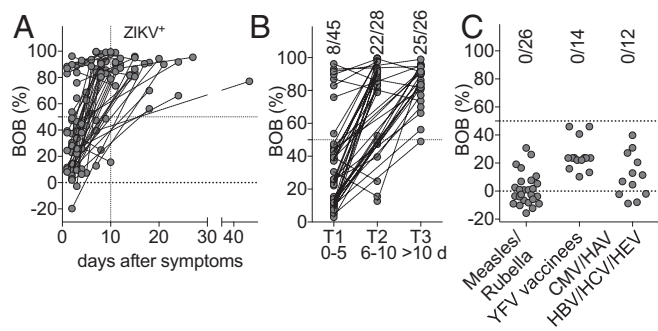 A
B
C
ZIKV+
BOB (%)
100
80
60
40
20
0
-20
0
10
20
30
40
days after symptoms
8/45
22/28
25/26
BOB (%)
100
80
60
40
20
0
T1
T2
T3
0-5
6-10
>10 d
0/26
0/14
0/12
BOB (%)
100
80
60
40
20
0
-20
Measles/
Rubella
YFV vaccinees
CMV/HAV
HBV/HCV/HEV